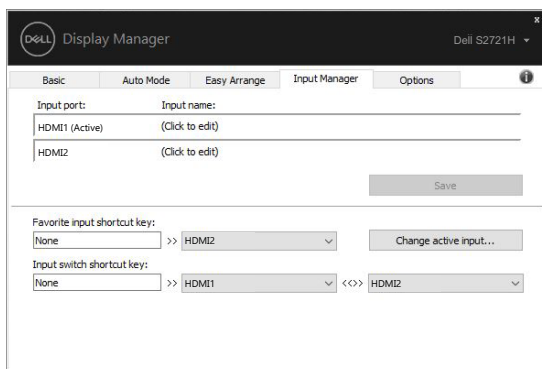 x
DELL Display Manager Dell S2721H
Basic Auto Mode Easy Arrange Input Manager Options i
Input port: Input name:
HDMI1 (Active) (Click to edit)
HDMI2 (Click to edit)
Save
Favorite input shortcut key:
None >> HDMI2 Change active input...
Input switch shortcut key:
None >> HDMI1 <<>> HDMI2